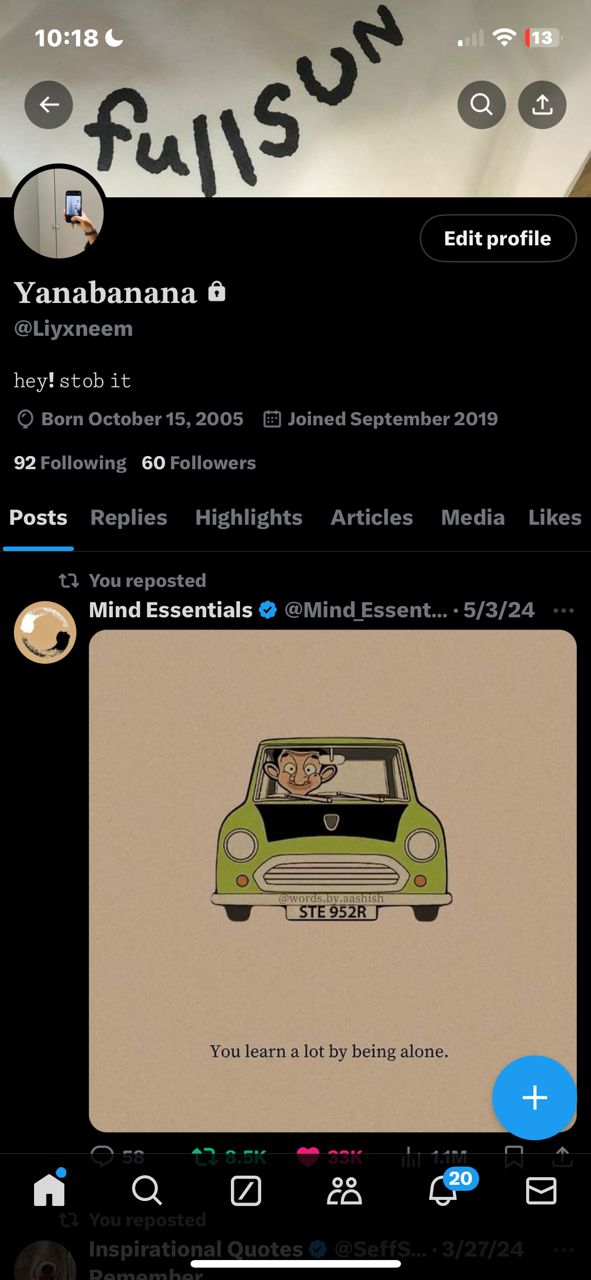 10:18
13
fullsun
Edit profile
Yanabanana
@Liyxneem
hey! stob it
Born October 15, 2005 Joined September 2019
92 Following 60 Followers
Posts Replies Highlights Articles Media Likes
You reposted
Mind Essentials @Mind_Essent... · 5/3/24 ...
@words.by.aashish
STE 952R
You learn a lot by being alone.
58 8.5K 33K 1.1M
20
You reposted
Inspirational Quotes @SeffS... · 3/27/24 ...
Remember